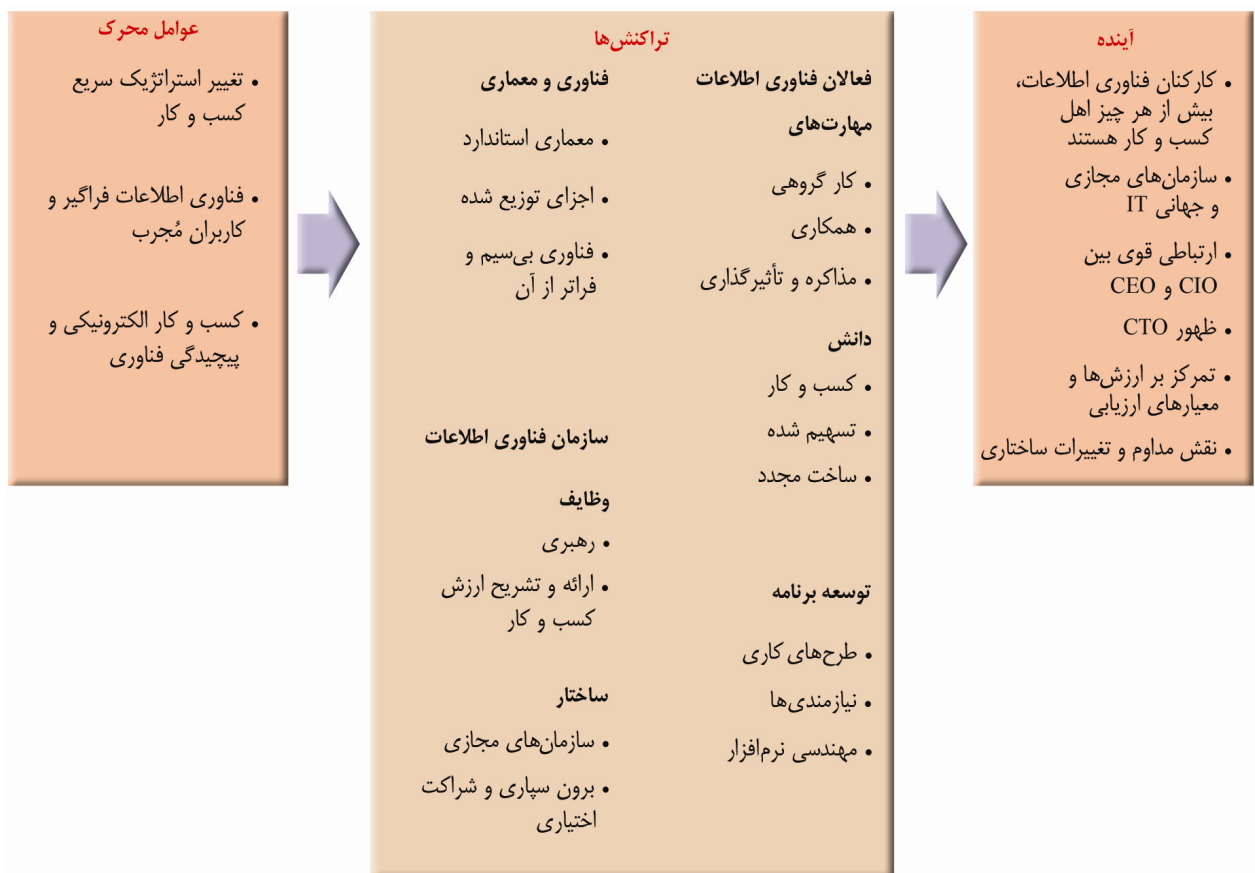 عوامل محرک
• تغییر استراتژیک سریع
کسب و کار
• فناوری اطلاعات فراگیر و
کاربران مُجرب
• کسب و کار الکترونیکی و
پیچیدگی فناوری
تراکنش‌ها
فعالان فناوری اطلاعات
مهارت‌های
• کار گروهی
• همکاری
• مذاکره و تأثیرگذاری
دانش
• کسب و کار
• تسهیم شده
• ساخت مجدد
توسعه برنامه
• طرح‌های کاری
• نیازمندی‌ها
• مهندسی نرم‌افزار
فناوری و معماری
• معماری استاندارد
• اجزای توزیع شده
• فناوری بی‌سیم و
فراتر از آن
سازمان فناوری اطلاعات
وظایف
• رهبری
• ارائه و تشریح ارزش
کسب و کار
ساختار
• سازمان‌های مجازی
• برون سپاری و شراکت
اختیاری
آینده
• کارکنان فناوری اطلاعات،
بیش از هر چیز اهل
کسب و کار هستند
• سازمان‌های مجازی
و جهانی IT
• ارتباطی قوی بین
CIO و CEO
• ظهور CTO
• تمرکز بر ارزش‌ها و
معیارهای ارزیابی
• نقش مداوم و تغییرات ساختاری